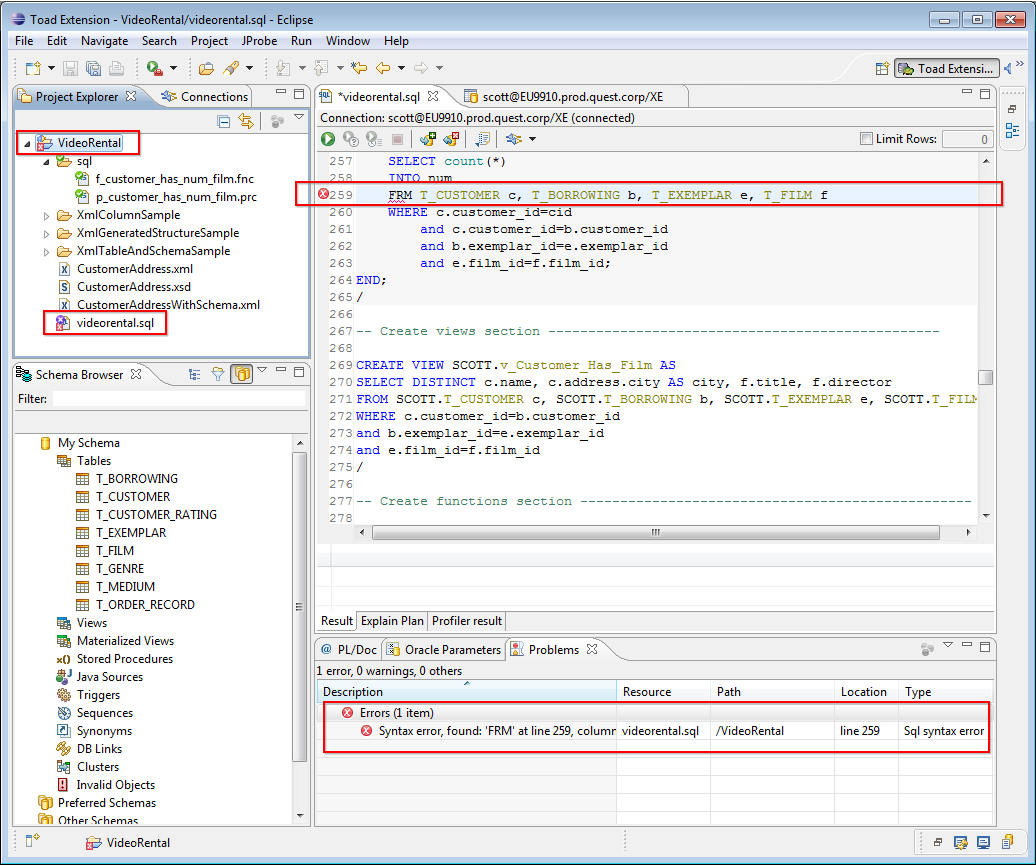 Toad Extension - VideoRental/videorental.sql - Eclipse
File Edit Navigate Search Project JProbe Run Window Help
Toad Extensi...
Project Explorer Connections
VideoRental
sql
f_customer_has_num_film.fnc
p_customer_has_num_film.prc
XmlColumnSample
XmlGeneratedStructureSample
XmlTableAndSchemaSample
CustomerAddress.xml
CustomerAddress.xsd
CustomerAddressWithSchema.xml
videorental.sql
Schema Browser
Filter:
My Schema
Tables
T_BORROWING
T_CUSTOMER
T_CUSTOMER_RATING
T_EXEMPLAR
T_FILM
T_GENRE
T_MEDIUM
T_ORDER_RECORD
Views
Materialized Views
Stored Procedures
Java Sources
Triggers
Sequences
Synonyms
DB Links
Clusters
Invalid Objects
Preferred Schemas
Other Schemas
*videorental.sql scott@EU9910.prod.quest.corp/XE
Connection: scott@EU9910.prod.quest.corp/XE (connected)
Limit Rows: 0
257 SELECT count(*)
258 INTO num
259 FRM T_CUSTOMER c, T_BORROWING b, T_EXEMPLAR e, T_FILM f
260 WHERE c.customer_id=cid
261 and c.customer_id=b.customer_id
262 and b.exemplar_id=e.exemplar_id
263 and e.film_id=f.film_id;
264 END;
265 /
266
267 -- Create views section -------------------------------------------------
268
269 CREATE VIEW SCOTT.v_Customer_Has_Film AS
270 SELECT DISTINCT c.name, c.address.city AS city, f.title, f.director
271 FROM SCOTT.T_CUSTOMER c, SCOTT.T_BORROWING b, SCOTT.T_EXEMPLAR e, SCOTT.T_FILM
272 WHERE c.customer_id=b.customer_id
273 and b.exemplar_id=e.exemplar_id
274 and e.film_id=f.film_id
275 /
276
277 -- Create functions section -------------------------------------------------
278
Result Explain Plan Profiler result
@ PL/Doc Oracle Parameters Problems
1 error, 0 warnings, 0 others
Description Resource Path Location Type
Errors (1 item)
Syntax error, found: 'FRM' at line 259, column videorental.sql /VideoRental line 259 Sql syntax error
VideoRental